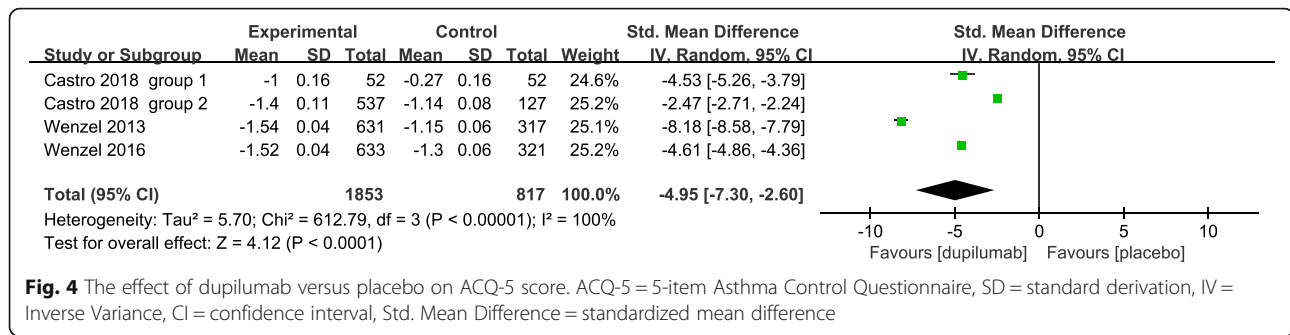 Experimental Control Std. Mean Difference Std. Mean Difference
Study or Subgroup Mean SD Total Mean SD Total Weight IV, Random, 95% CI IV, Random, 95% CI
Castro 2018 group 1 -1 0.16 52 -0.27 0.16 52 24.6% -4.53 [-5.26, -3.79]
Castro 2018 group 2 -1.4 0.11 537 -1.14 0.08 127 25.2% -2.47 [-2.71, -2.24]
Wenzel 2013 -1.54 0.04 631 -1.15 0.06 317 25.1% -8.18 [-8.58, -7.79]
Wenzel 2016 -1.52 0.04 633 -1.3 0.06 321 25.2% -4.61 [-4.86, -4.36]
Total (95% CI) 1853 817 100.0% -4.95 [-7.30, -2.60]
Heterogeneity: Tau² = 5.70; Chi² = 612.79, df = 3 (P < 0.00001); I² = 100%
Test for overall effect: Z = 4.12 (P < 0.0001)
-10 -5 0 5 10
Favours [dupilumab] Favours [placebo]
Fig. 4 The effect of dupilumab versus placebo on ACQ-5 score. ACQ-5 = 5-item Asthma Control Questionnaire, SD = standard derivation, IV =
Inverse Variance, CI = confidence interval, Std. Mean Difference = standardized mean difference